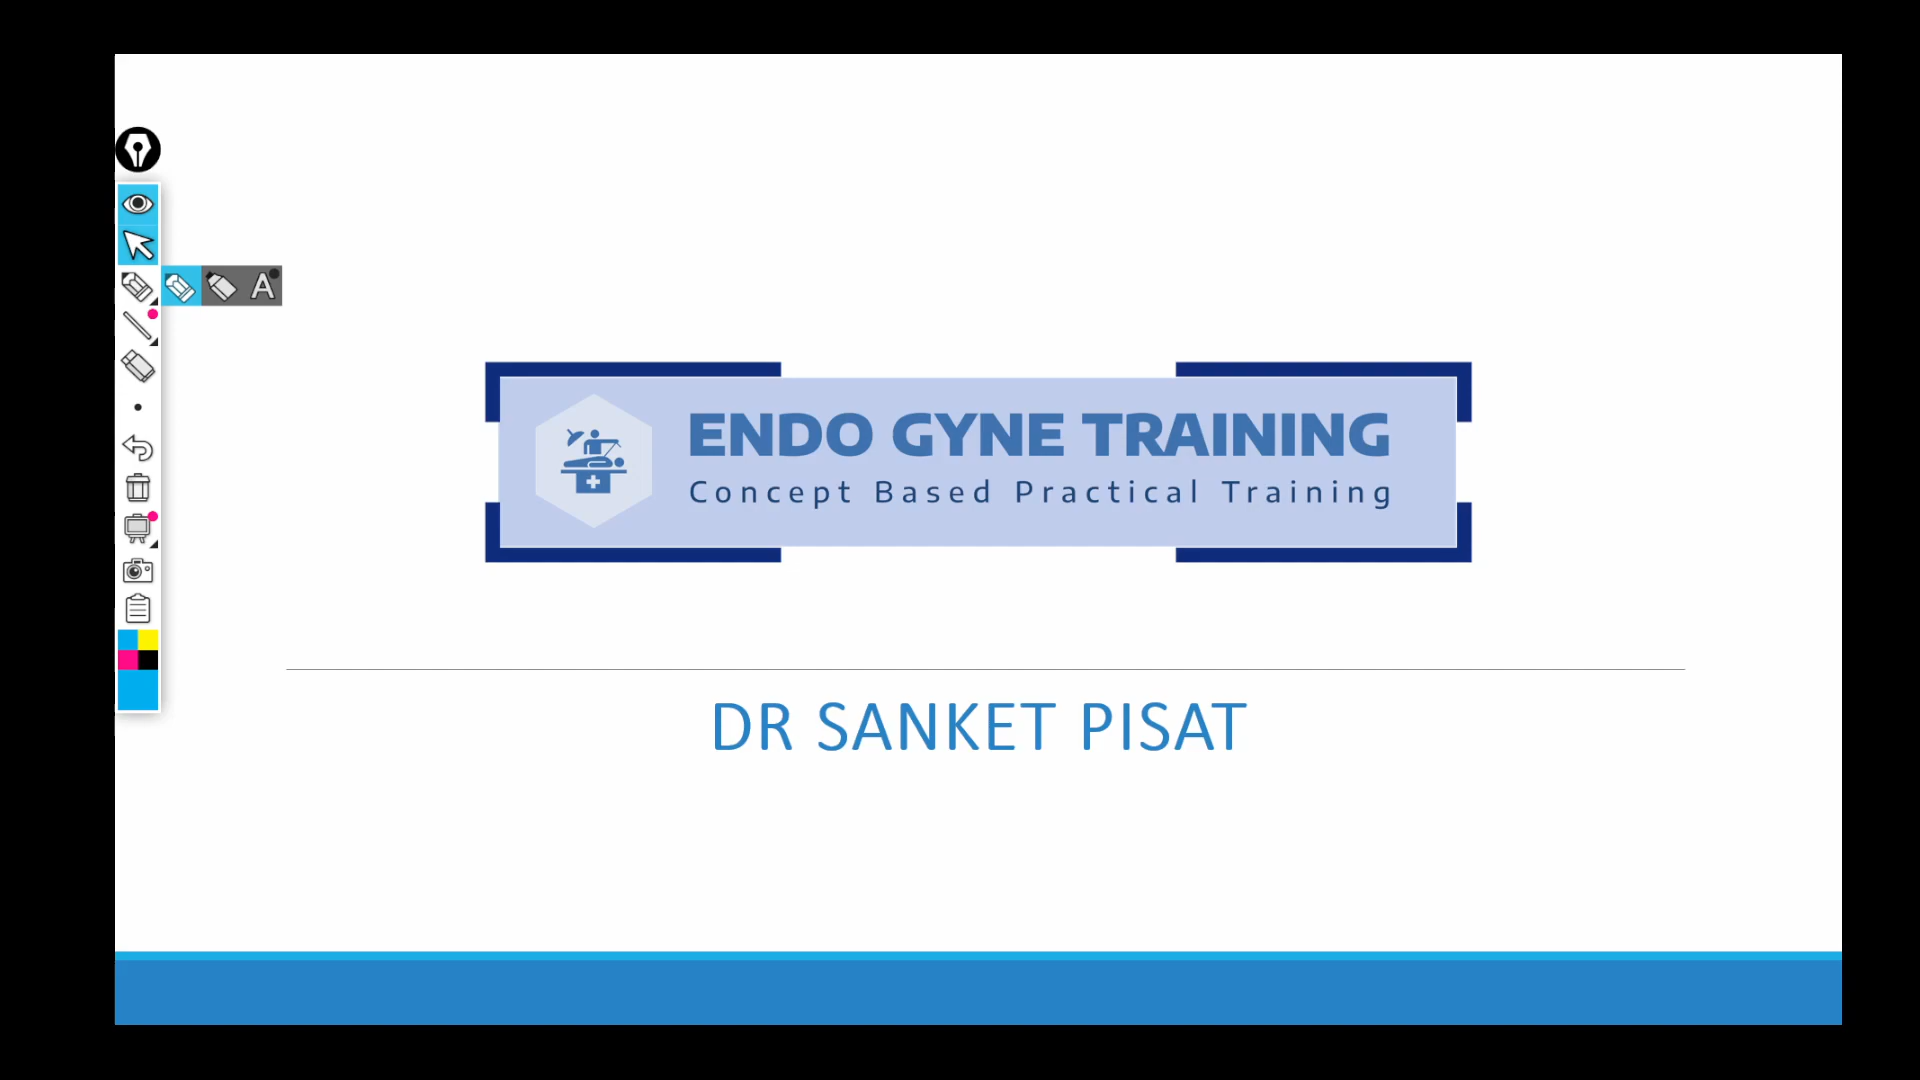 A
ENDO GYNE TRAINING
Concept Based Practical Training
DR SANKET PISAT